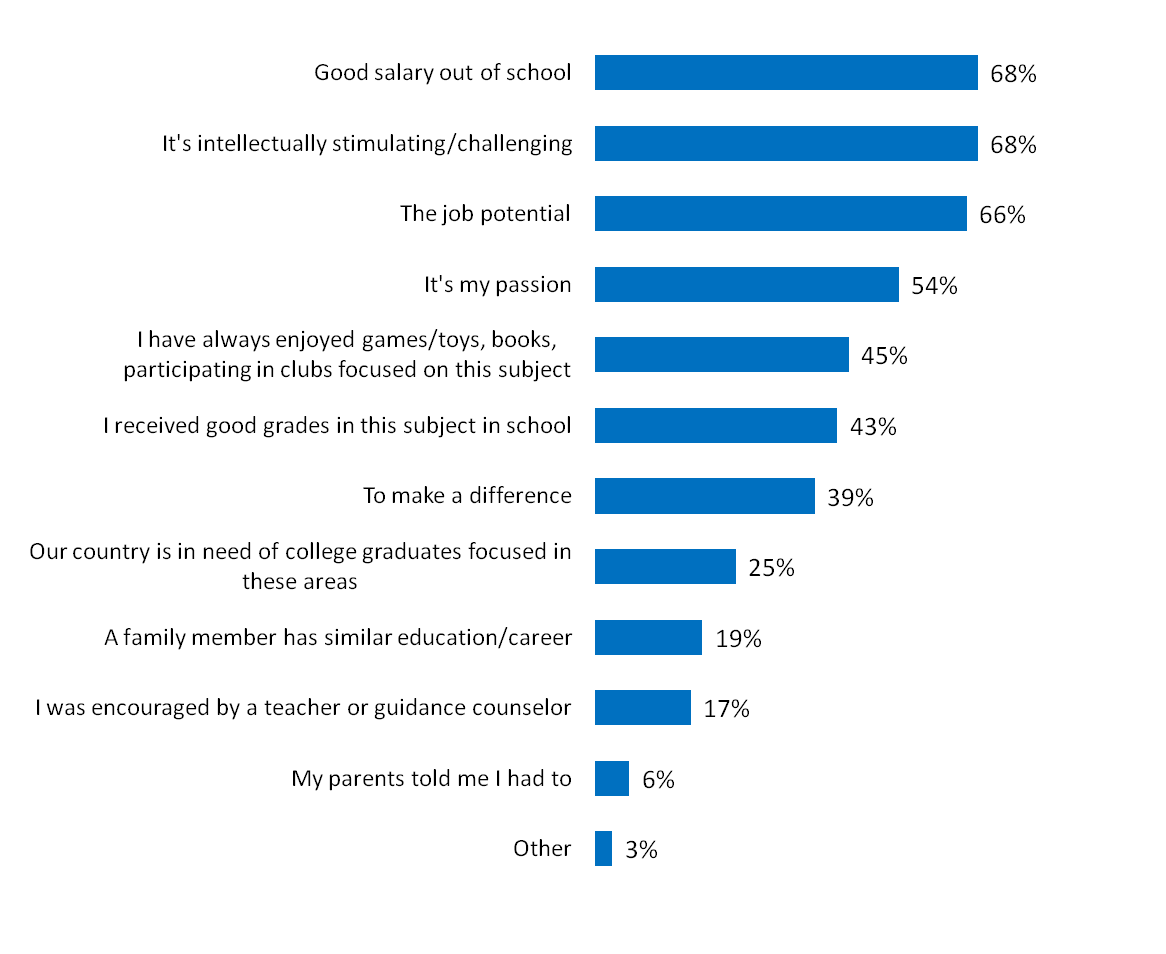 Good salary out of school 68%
It's intellectually stimulating/challenging 68%
The job potential 66%
It's my passion 54%
I have always enjoyed games/toys, books,
participating in clubs focused on this subject 45%
I received good grades in this subject in school 43%
To make a difference 39%
Our country is in need of college graduates focused in
these areas 25%
A family member has similar education/career 19%
I was encouraged by a teacher or guidance counselor 17%
My parents told me I had to 6%
Other 3%